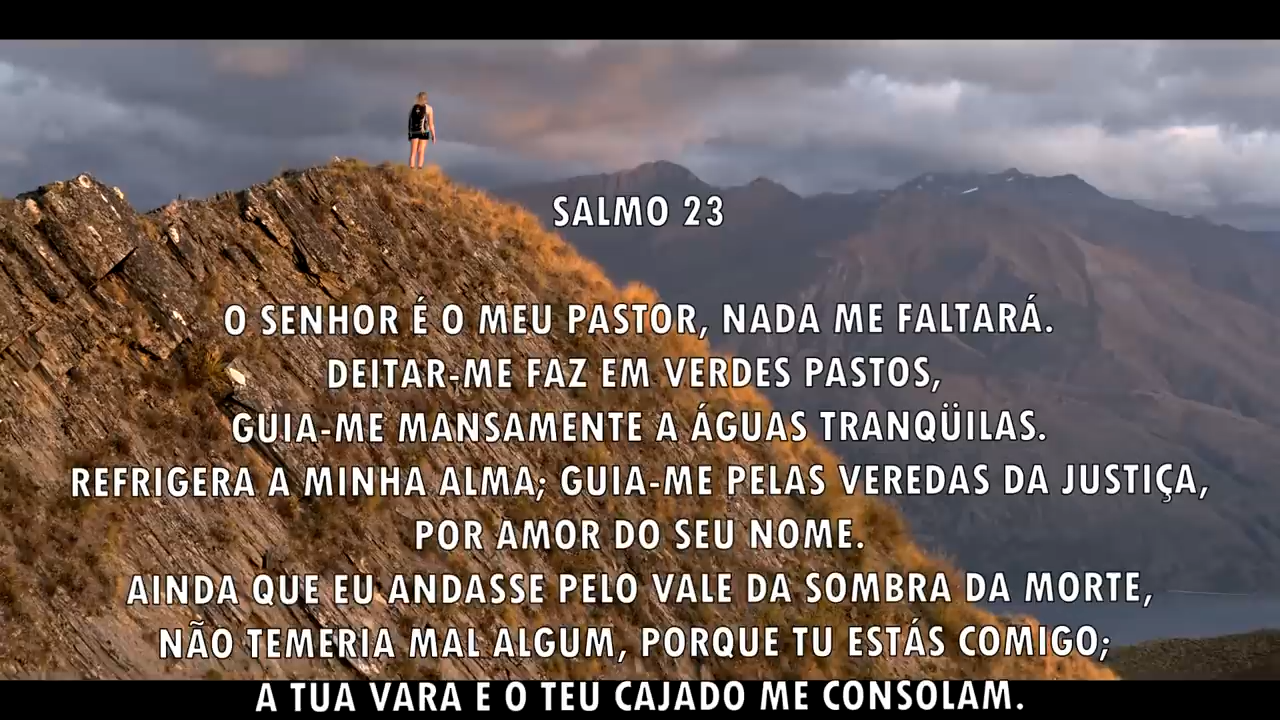 SALMO 23
O SENHOR É O MEU PASTOR, NADA ME FALTARÁ.
DEITAR-ME FAZ EM VERDES PASTOS,
GUIA-ME MANSAMENTE A ÁGUAS TRANQÜILAS.
REFRIGERA A MINHA ALMA; GUIA-ME PELAS VEREDAS DA JUSTIÇA,
POR AMOR DO SEU NOME.
AINDA QUE EU ANDASSE PELO VALE DA SOMBRA DA MORTE,
NÃO TEMERIA MAL ALGUM, PORQUE TU ESTÁS COMIGO;
A TUA VARA E O TEU CAJADO ME CONSOLAM.